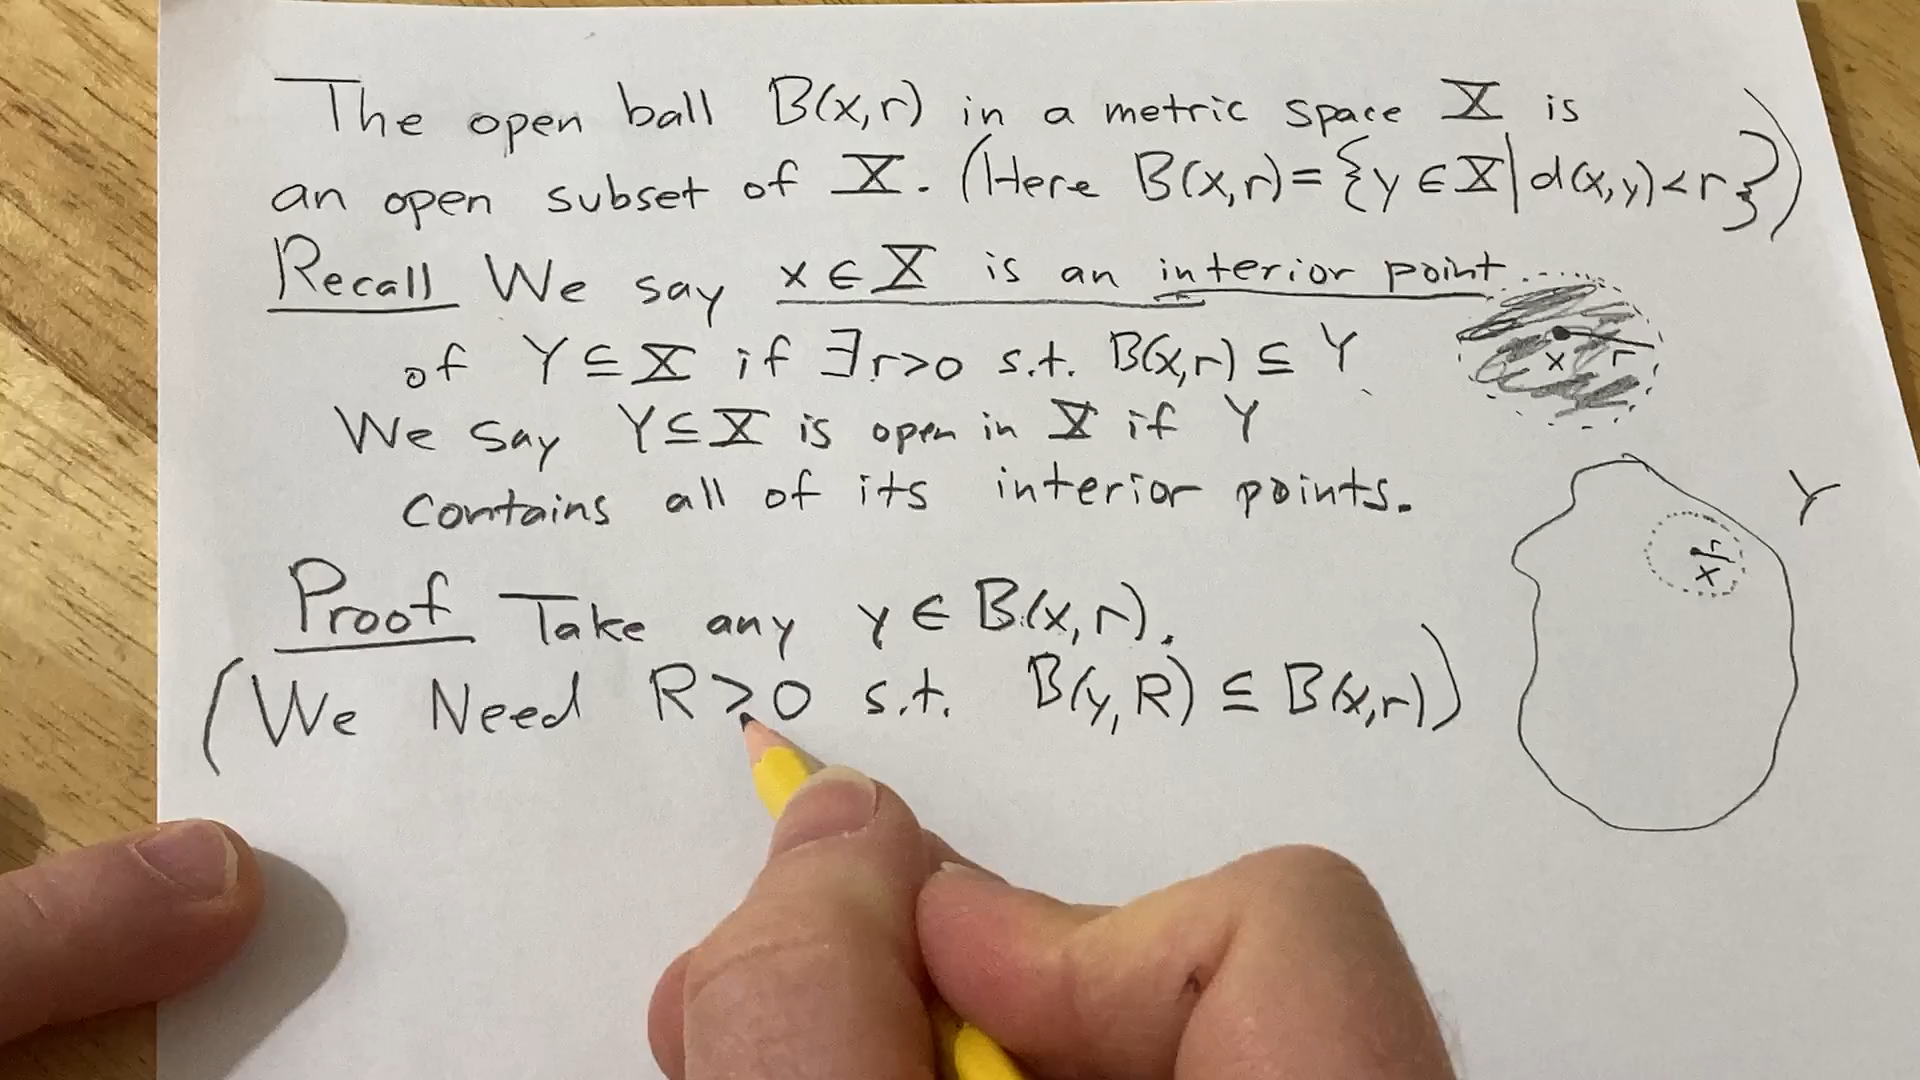 The open ball B(x,r) in a metric space X is
an open subset of X. (Here B(x,r)={y∈X|d(x,y)<r})
Recall We say x∈X is an interior point
of Y⊆X if ∃r>0 s.t. B(x,r)⊆Y
We say Y⊆X is open in X if Y
contains all of its interior points.
Proof Take any y∈B(x,r).
(We Need R>0 s.t. B(y,R)⊆B(x,r))
x r
Y
r
x